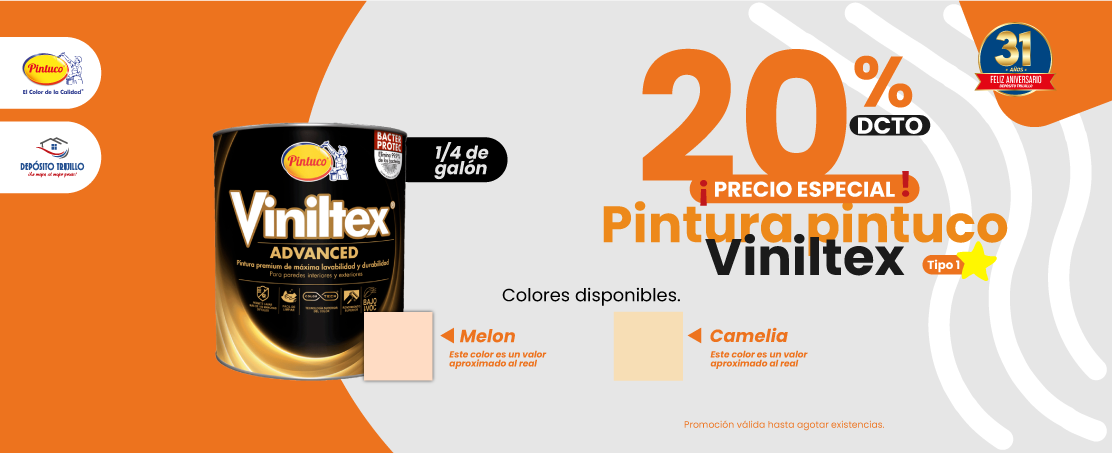 Pintuco
El Color de la Calidad
DEPÓSITO TRUJILLO
1/4 de
galón
BACTER
PROTEC
Pintuco
Viniltex
ADVANCED
Pintura premium de máxima lavabilidad y durabilidad
Para paredes interiores y exteriores
BAJO
VOC
20%
DCTO
¡PRECIO ESPECIAL!
Pintura pintuco
Viniltex
Tipo 1
31
AÑOS
FELIZ ANIVERSARIO
DEPÓSITO TRUJILLO
Colores disponibles.
Melon
Este color es un valor
aproximado al real
Camelia
Este color es un valor
aproximado al real
Promoción válida hasta agotar existencias.